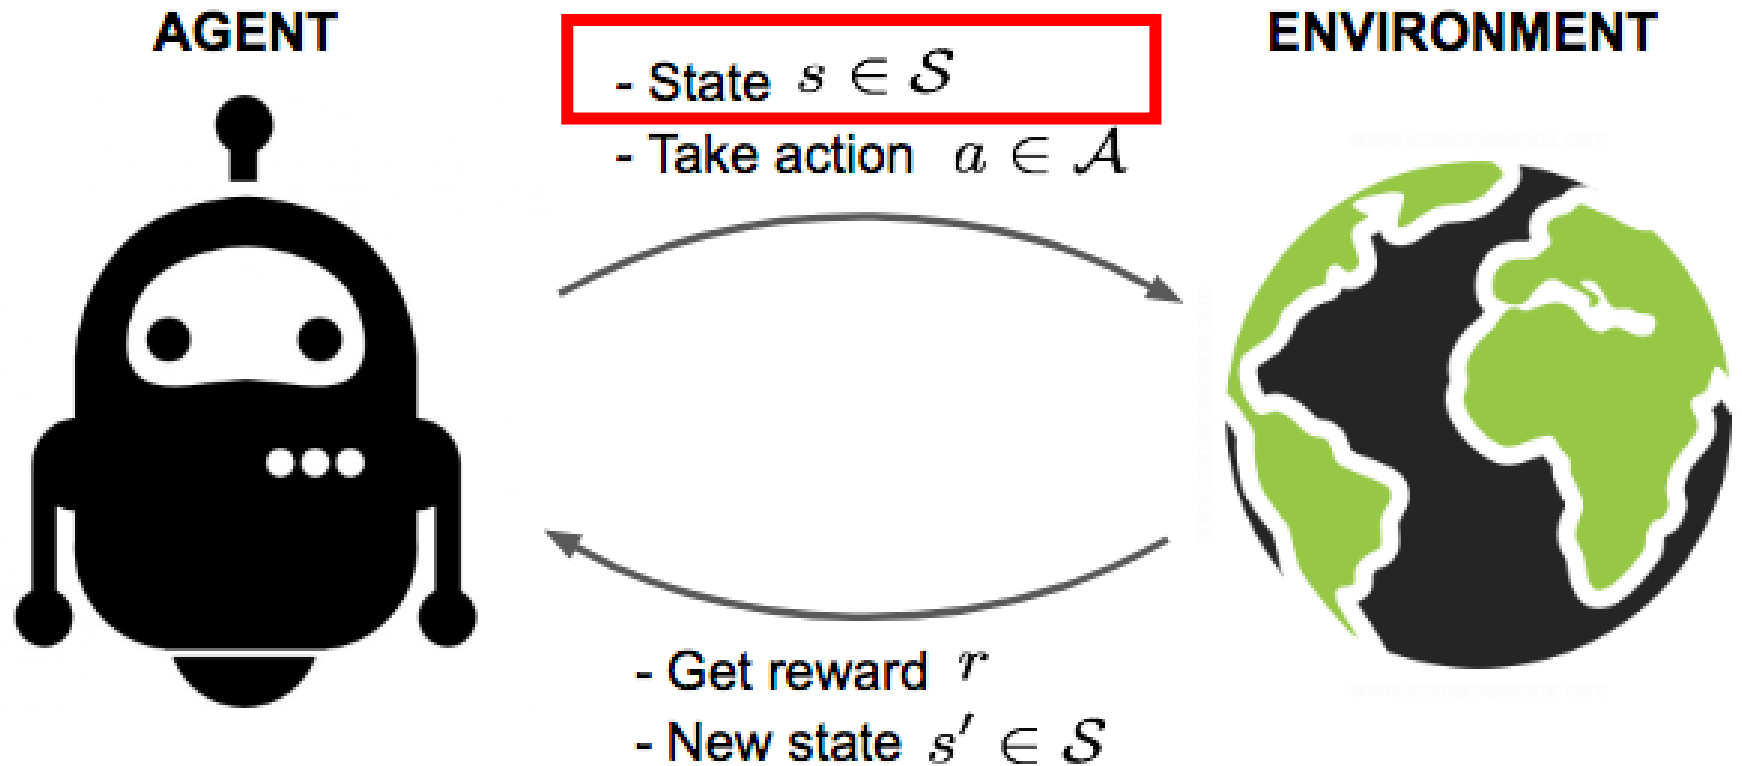 AGENT
ENVIRONMENT
- State s ∈ 𝒮
- Take action a ∈ 𝒜
- Get reward r
- New state s′ ∈ 𝒮